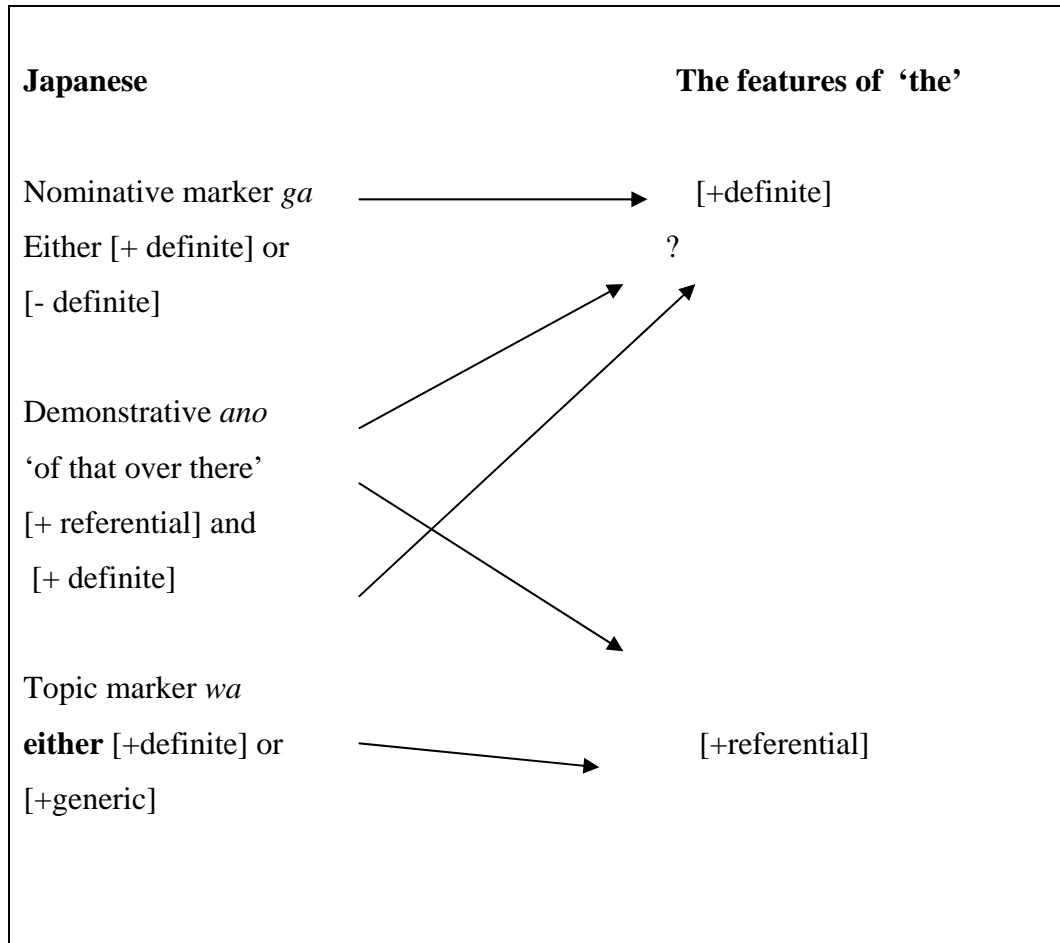 Japanese The features of ‘the’
Nominative marker ga [+definite]
Either [+ definite] or ?
[- definite]
Demonstrative ano
‘of that over there’
[+ referential] and
[+ definite]
Topic marker wa
either [+definite] or [+referential]
[+generic]